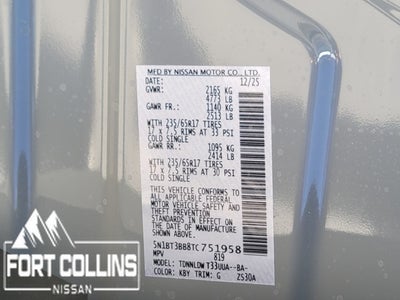 MFD BY NISSAN MOTOR CO., LTD.
DATE: 12/25
GVWR: 2165 KG
4773 LB
GAWR FR: 1140 KG
2513 LB
WITH 235/65R17 TIRES
17 x 7.5 RIMS AT 33 PSI
COLD SINGLE
GAWR RR: 1095 KG
2414 LB
WITH 235/65R17 TIRES
17 x 7.5 RIMS AT 30 PSI
COLD SINGLE
THIS VEHICLE CONFORMS TO
ALL APPLICABLE FEDERAL
MOTOR VEHICLE SAFETY AND
THEFT PREVENTION
STANDARDS IN EFFECT ON
THE DATE OF MANUFACTURE
SHOWN ABOVE.
5N1BT3BB8TC751958
MPV 819
MODEL: TDNNLDW T33UUA--BA-
COLOR: KBY TRIM: G Z530A
FORT COLLINS
NISSAN